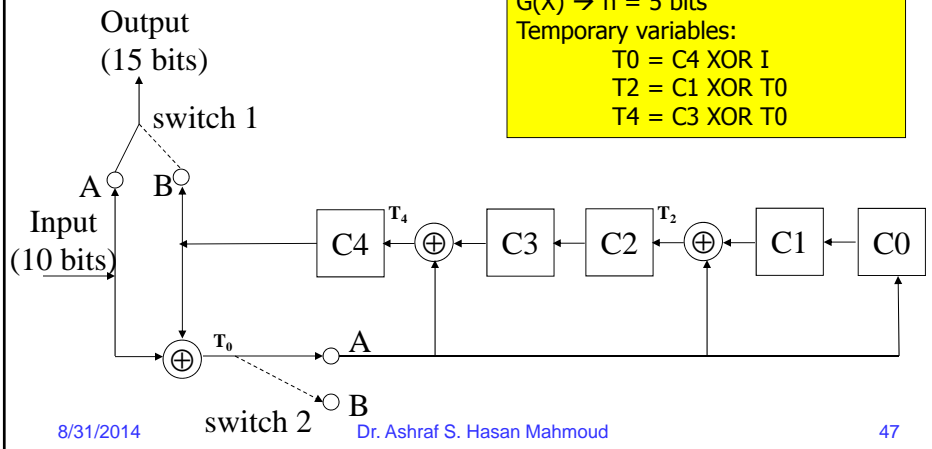 G(X) → n = 5 bits
Temporary variables:
T0 = C4 XOR I
T2 = C1 XOR T0
T4 = C3 XOR T0
Output
(15 bits)
switch 1
A
B
Input
(10 bits)
C4
T4
⊕
C3
C2
T2
⊕
C1
C0
⊕
T0
A
B
switch 2
8/31/2014
Dr. Ashraf S. Hasan Mahmoud
47